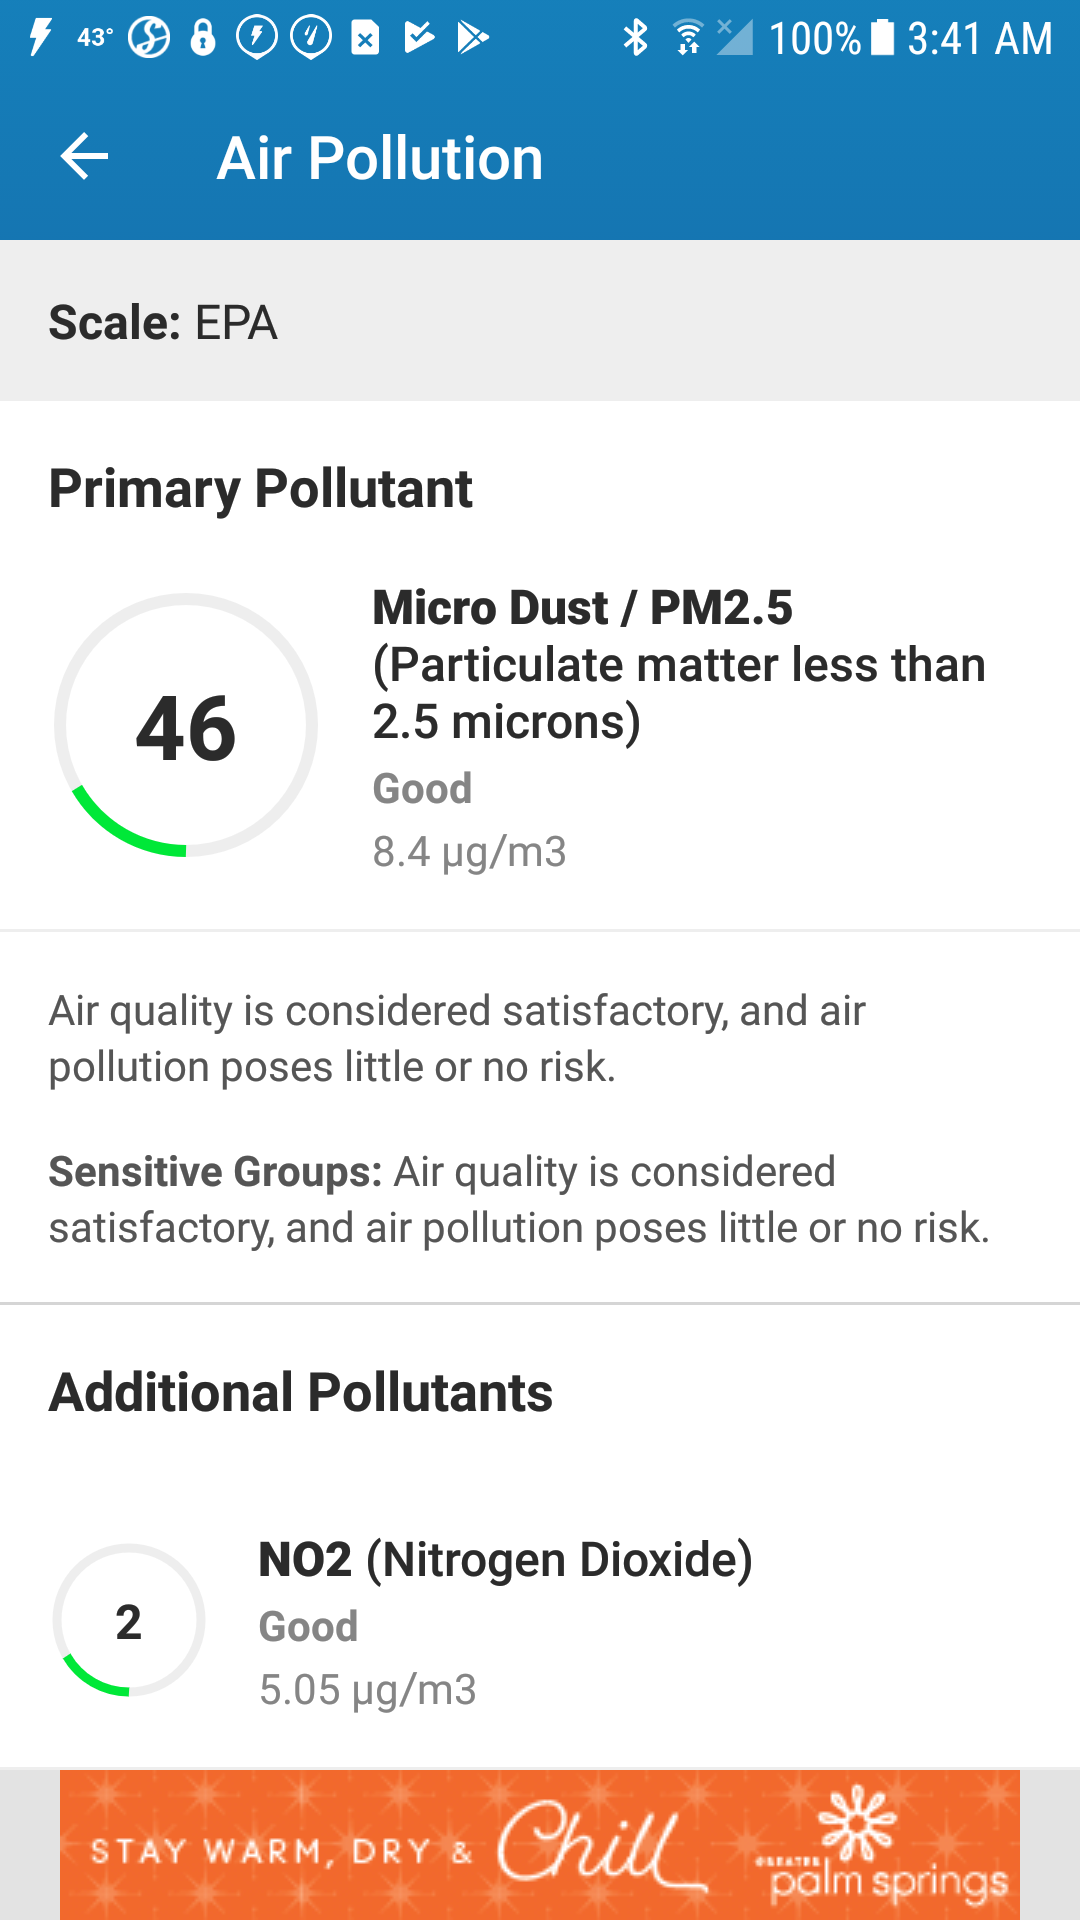 43° 100% 3:41 AM
Air Pollution
Scale: EPA
Primary Pollutant
46
Micro Dust / PM2.5
(Particulate matter less than
2.5 microns)
Good
8.4 µg/m3
Air quality is considered satisfactory, and air
pollution poses little or no risk.
Sensitive Groups: Air quality is considered
satisfactory, and air pollution poses little or no risk.
Additional Pollutants
2
NO2 (Nitrogen Dioxide)
Good
5.05 µg/m3
STAY WARM, DRY & Chill
GREATER
palm springs